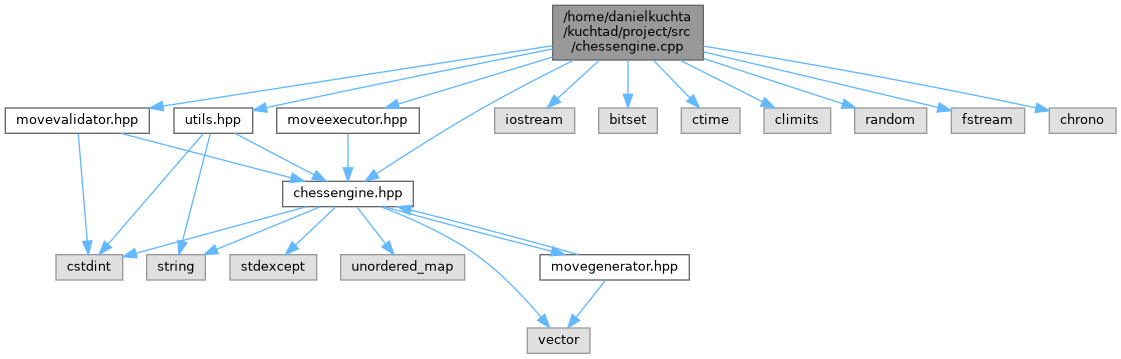 /home/danielkuchta
/kuchtad/project/src
/chessengine.cpp
movevalidator.hpp
utils.hpp
moveexecutor.hpp
iostream
bitset
ctime
climits
random
fstream
chrono
chessengine.hpp
cstdint
string
stdexcept
unordered_map
movegenerator.hpp
vector